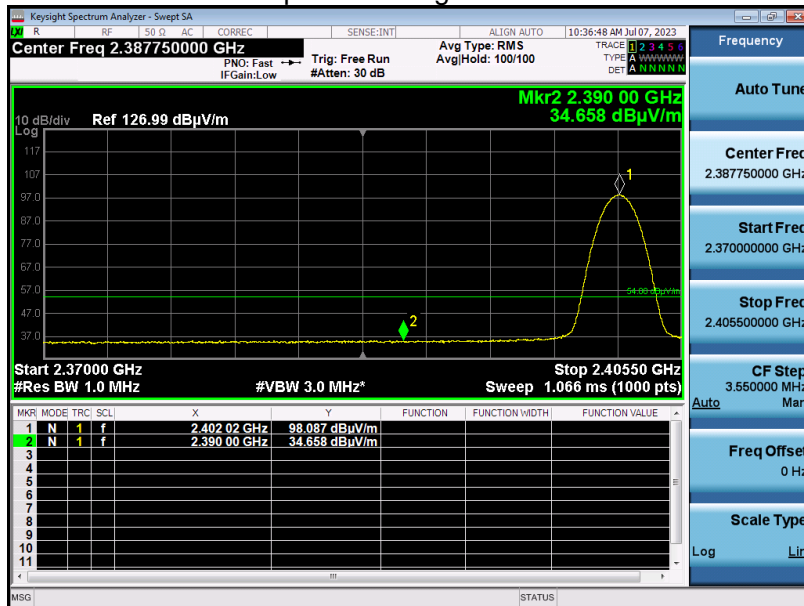 Keysight Spectrum Analyzer - Swept SA
LXI R RF 50 Ω AC CORREC SENSE:INT ALIGN AUTO 10:36:48 AM Jul 07, 2023
Center Freq 2.387750000 GHz
PNO: Fast
IFGain:Low
Trig: Free Run
#Atten: 30 dB
Avg Type: RMS
Avg|Hold: 100/100
TRACE 1 2 3 4 5 6
TYPE A WWWWW
DET A N N N N N
Mkr2 2.390 00 GHz
34.658 dBµV/m
10 dB/div Ref 126.99 dBµV/m
Log
117
107
97.0
87.0
77.0
67.0
57.0
47.0
37.0
1
54.00 dBµV/m
2
Start 2.37000 GHz Stop 2.40550 GHz
#Res BW 1.0 MHz #VBW 3.0 MHz* Sweep 1.066 ms (1000 pts)
MKR MODE TRC SCL X Y FUNCTION FUNCTION WIDTH FUNCTION VALUE
1 N 1 f 2.402 02 GHz 98.087 dBµV/m
2 N 1 f 2.390 00 GHz 34.658 dBµV/m
3
4
5
6
7
8
9
10
11
MSG STATUS
Frequency
Auto Tune
Center Freq
2.387750000 GHz
Start Freq
2.370000000 GHz
Stop Freq
2.405500000 GHz
CF Step
3.550000 MHz
Auto Man
Freq Offset
0 Hz
Scale Type
Log Lin